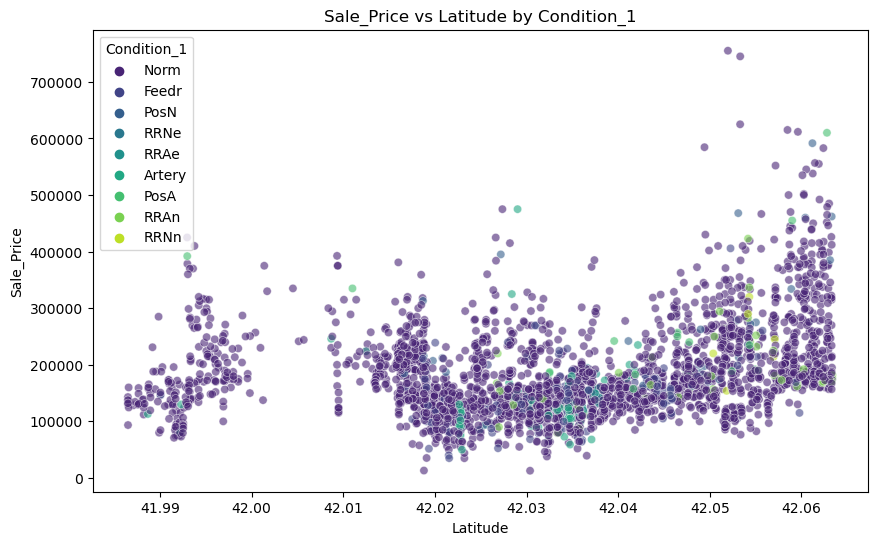 Sale_Price vs Latitude by Condition_1
Condition_1
Norm
Feedr
PosN
RRNe
RRAe
Artery
PosA
RRAn
RRNn
700000
600000
500000
400000
300000
200000
100000
0
Sale_Price
41.99 42.00 42.01 42.02 42.03 42.04 42.05 42.06
Latitude